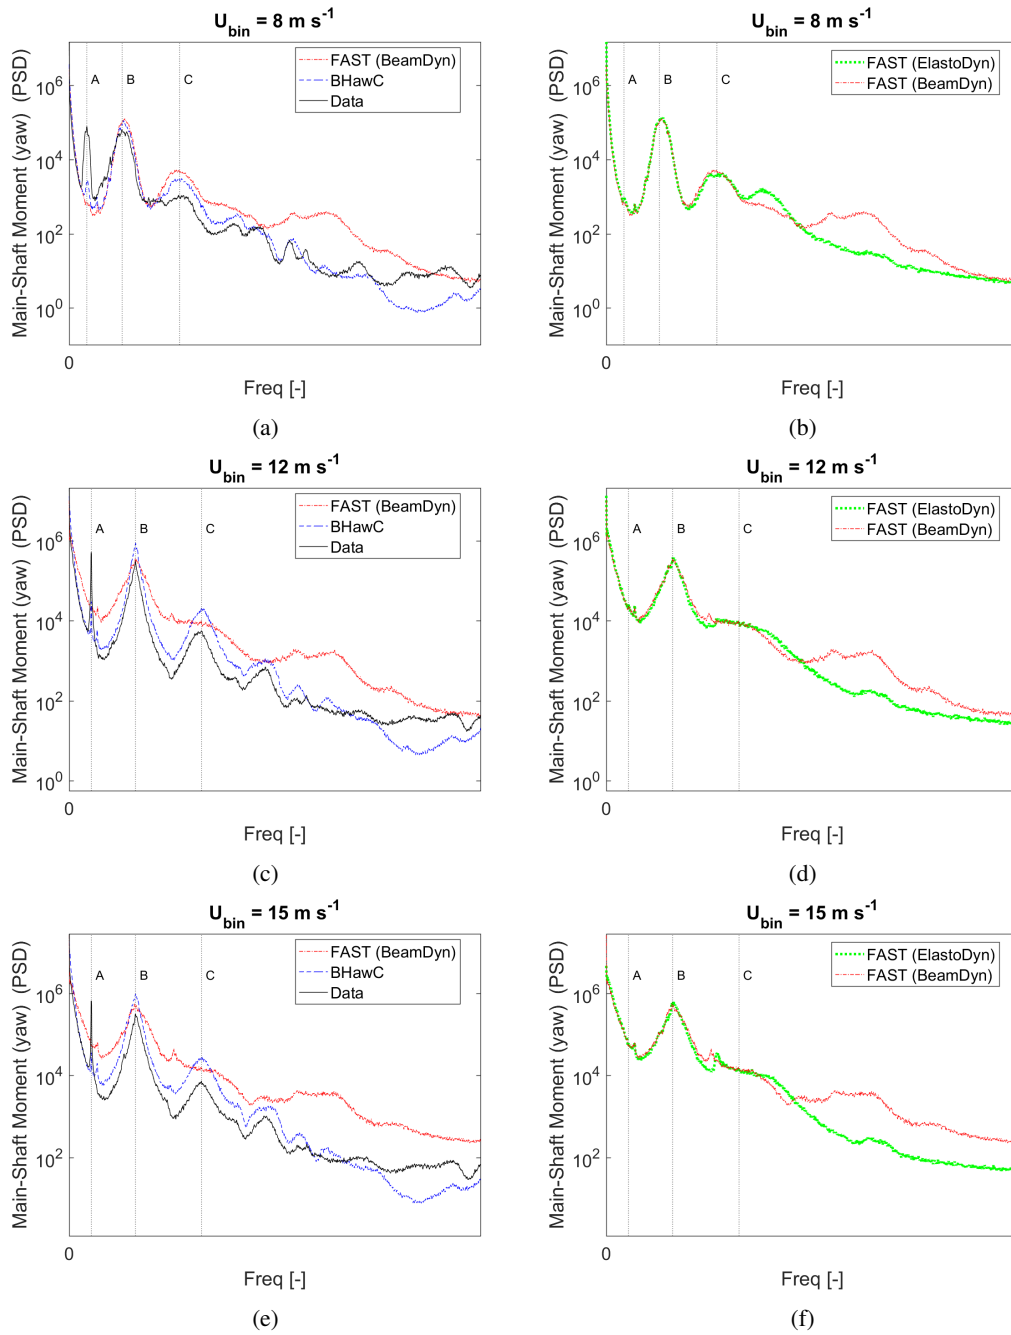 U_bin = 8 m s^-1
Main-Shaft Moment (yaw) (PSD)
10^6
10^4
10^2
10^0
A
B
C
FAST (BeamDyn)
BHawC
Data
0
Freq [-]
(a)
U_bin = 8 m s^-1
Main-Shaft Moment (yaw) (PSD)
10^6
10^4
10^2
10^0
A
B
C
FAST (ElastoDyn)
FAST (BeamDyn)
0
Freq [-]
(b)
U_bin = 12 m s^-1
Main-Shaft Moment (yaw) (PSD)
10^6
10^4
10^2
10^0
A
B
C
FAST (BeamDyn)
BHawC
Data
0
Freq [-]
(c)
U_bin = 12 m s^-1
Main-Shaft Moment (yaw) (PSD)
10^6
10^4
10^2
10^0
A
B
C
FAST (ElastoDyn)
FAST (BeamDyn)
0
Freq [-]
(d)
U_bin = 15 m s^-1
Main-Shaft Moment (yaw) (PSD)
10^6
10^4
10^2
A
B
C
FAST (BeamDyn)
BHawC
Data
0
Freq [-]
(e)
U_bin = 15 m s^-1
Main-Shaft Moment (yaw) (PSD)
10^6
10^4
10^2
A
B
C
FAST (ElastoDyn)
FAST (BeamDyn)
0
Freq [-]
(f)